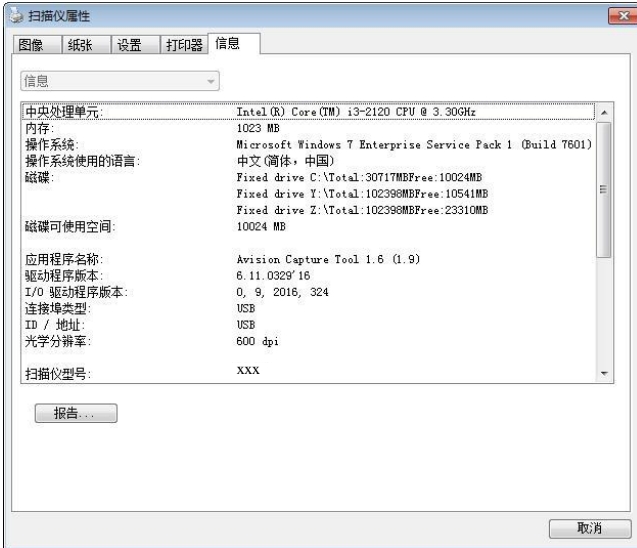 扫描仪属性
图像 纸张 设置 打印器 信息
信息
中央处理单元: Intel(R) Core(TM) i3-2120 CPU @ 3.30GHz
内存: 1023 MB
操作系统: Microsoft Windows 7 Enterprise Service Pack 1 (Build 7601)
操作系统使用的语言: 中文(简体，中国)
磁碟: Fixed drive C:\Total:30717MBFree:10024MB
Fixed drive Y:\Total:102398MBFree:10541MB
Fixed drive Z:\Total:102398MBFree:23310MB
磁碟可使用空间: 10024 MB
应用程序名称: Avision Capture Tool 1.6 (1.9)
驱动程序版本: 6.11.0329'16
I/O 驱动程序版本: 0, 9, 2016, 324
连接埠类型: USB
ID / 地址: USB
光学分辨率: 600 dpi
扫描仪型号: XXX
报告...
取消